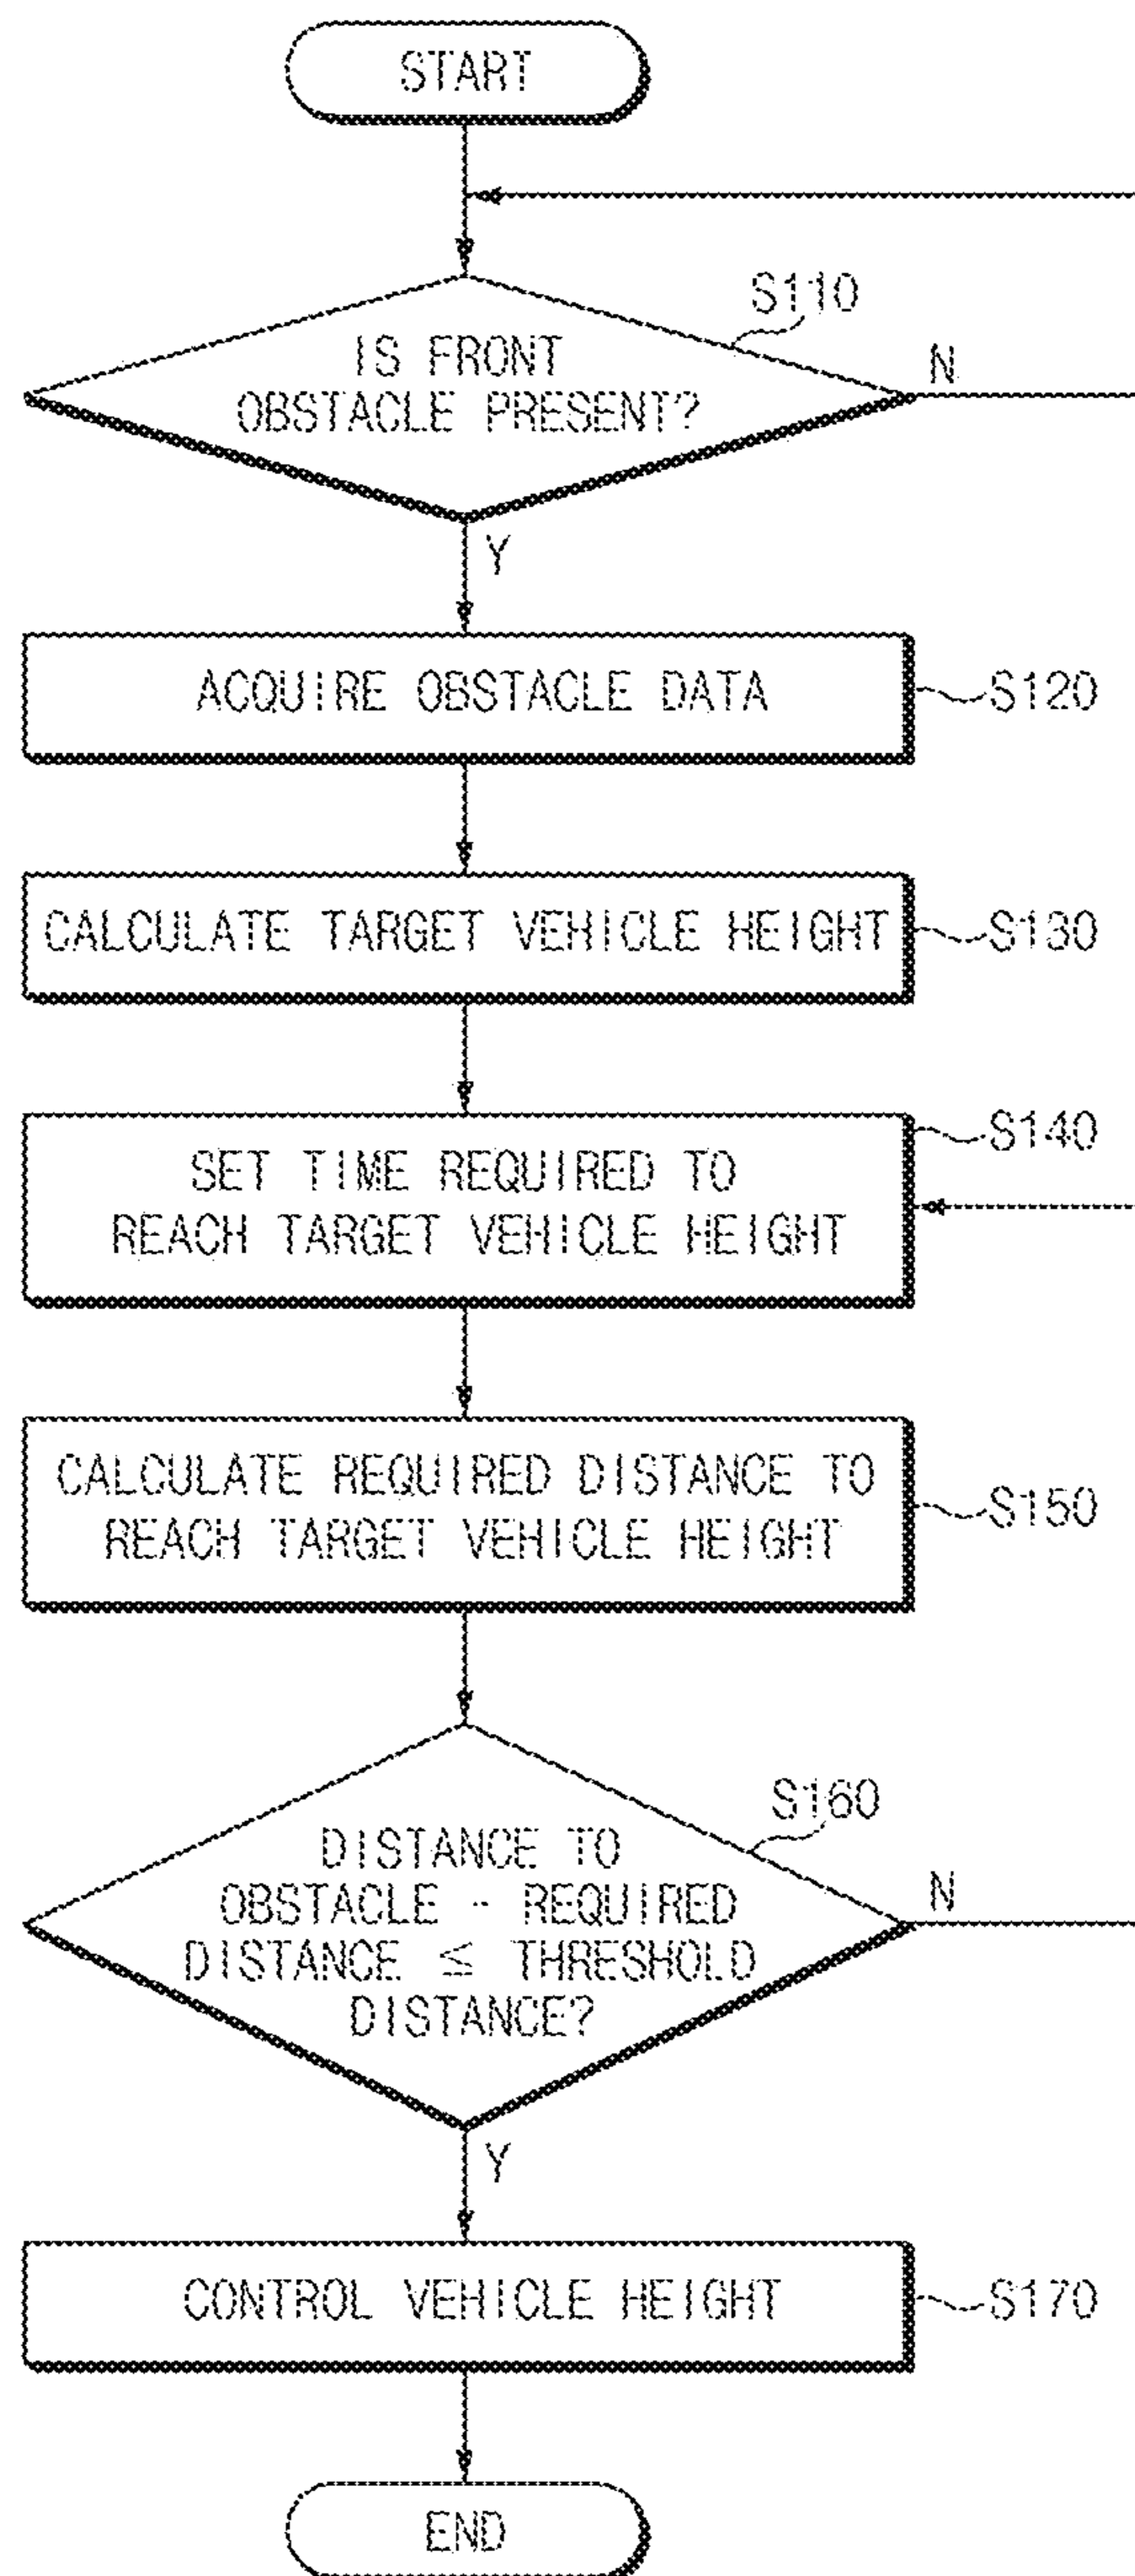 START
S110
IS FRONT
OBSTACLE PRESENT?
N
Y
ACQUIRE OBSTACLE DATA
S120
CALCULATE TARGET VEHICLE HEIGHT
S130
S140
SET TIME REQUIRED TO
REACH TARGET VEHICLE HEIGHT
CALCULATE REQUIRED DISTANCE TO
REACH TARGET VEHICLE HEIGHT
S150
S160
DISTANCE TO
OBSTACLE - REQUIRED
DISTANCE ≤ THRESHOLD
DISTANCE?
N
Y
CONTROL VEHICLE HEIGHT
S170
END